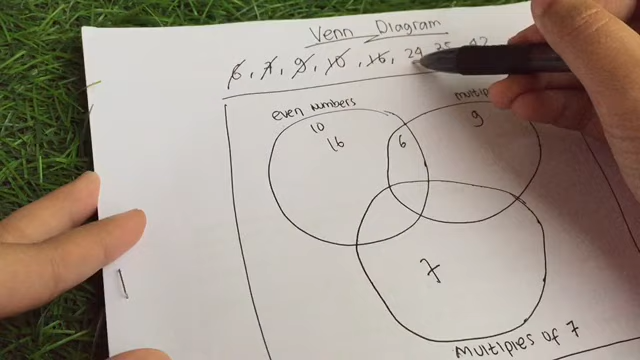 Venn Diagram
6, 7, 9, 10, 16, 24, 35, 42
even numbers
9
10
16
6
7
Multiples of 7